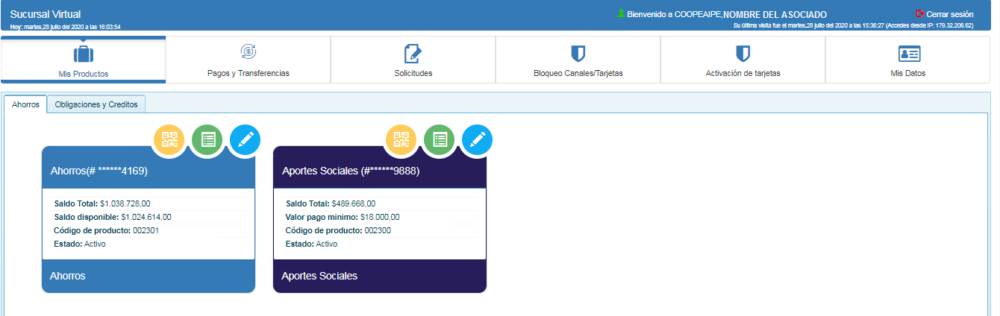 Sucursal Virtual
Bienvenido a COOPEAIPE,NOMBRE DEL ASOCIADO
Cerrar sesión
Hoy: martes,28 julio del 2020 a las 16:03:54
Su última visita fue el martes,28 julio del 2020 a las 15:36:27 (Accedes desde IP: 179.32.206.62)
Mis Productos
Pagos y Transferencias
Solicitudes
Bloqueo Canales/Tarjetas
Activación de tarjetas
Mis Datos
Ahorros
Obligaciones y Creditos
Ahorros(# ******4169)
Saldo Total: $1.038.728,00
Saldo disponible: $1.024.614,00
Código de producto: 002301
Estado: Activo
Ahorros
Aportes Sociales (#******9888)
Saldo Total: $489.668,00
Valor pago minimo: $18.000,00
Código de producto: 002300
Estado: Activo
Aportes Sociales